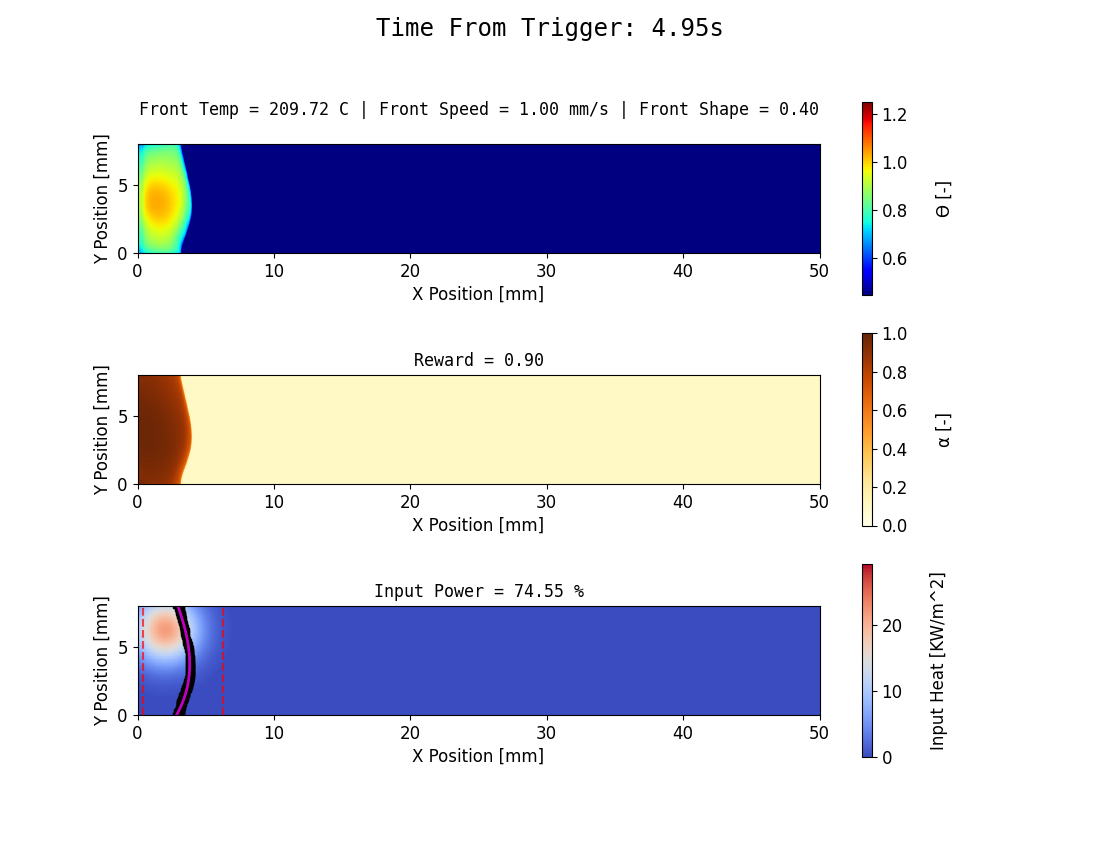 Time From Trigger: 4.95s
Front Temp = 209.72 C | Front Speed = 1.00 mm/s | Front Shape = 0.40
Y Position [mm]
5
0
0 10 20 30 40 50
X Position [mm]
1.2
1.0
0.8
0.6
Θ [-]
Reward = 0.90
Y Position [mm]
5
0
0 10 20 30 40 50
X Position [mm]
1.0
0.8
0.6
0.4
0.2
0.0
α [-]
Input Power = 74.55 %
Y Position [mm]
5
0
0 10 20 30 40 50
X Position [mm]
20
10
0
Input Heat [KW/m^2]